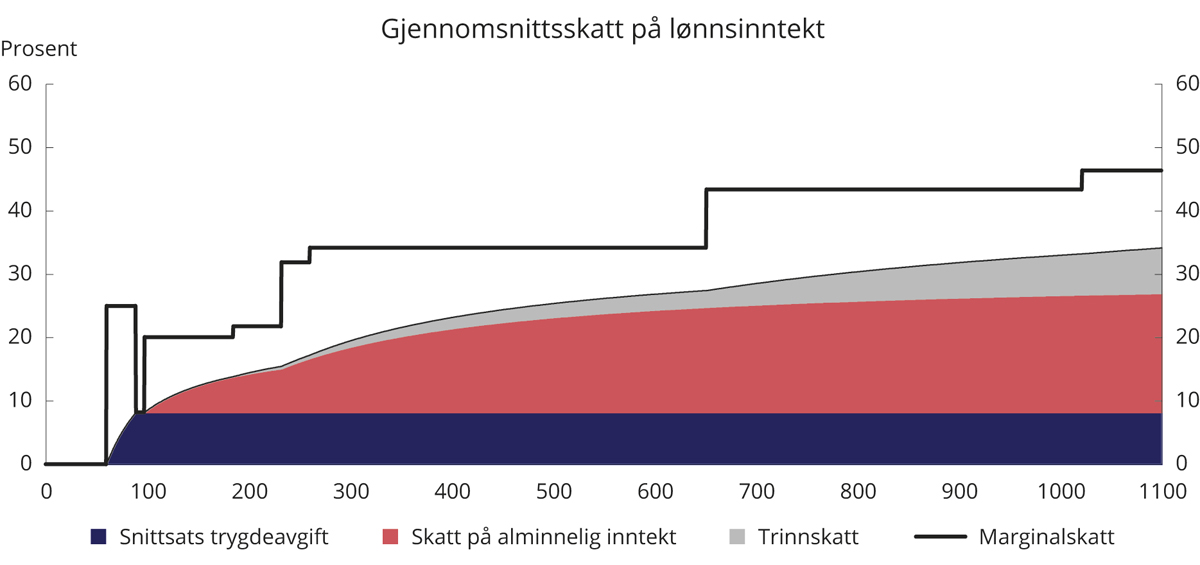 Gjennomsnittsskatt på lønnsinntekt
Prosent
60 60
50 50
40 40
30 30
20 20
10 10
0 0
0 100 200 300 400 500 600 700 800 900 1000 1100
Snittsats trygdeavgift Skatt på alminnelig inntekt Trinnskatt Marginalskatt